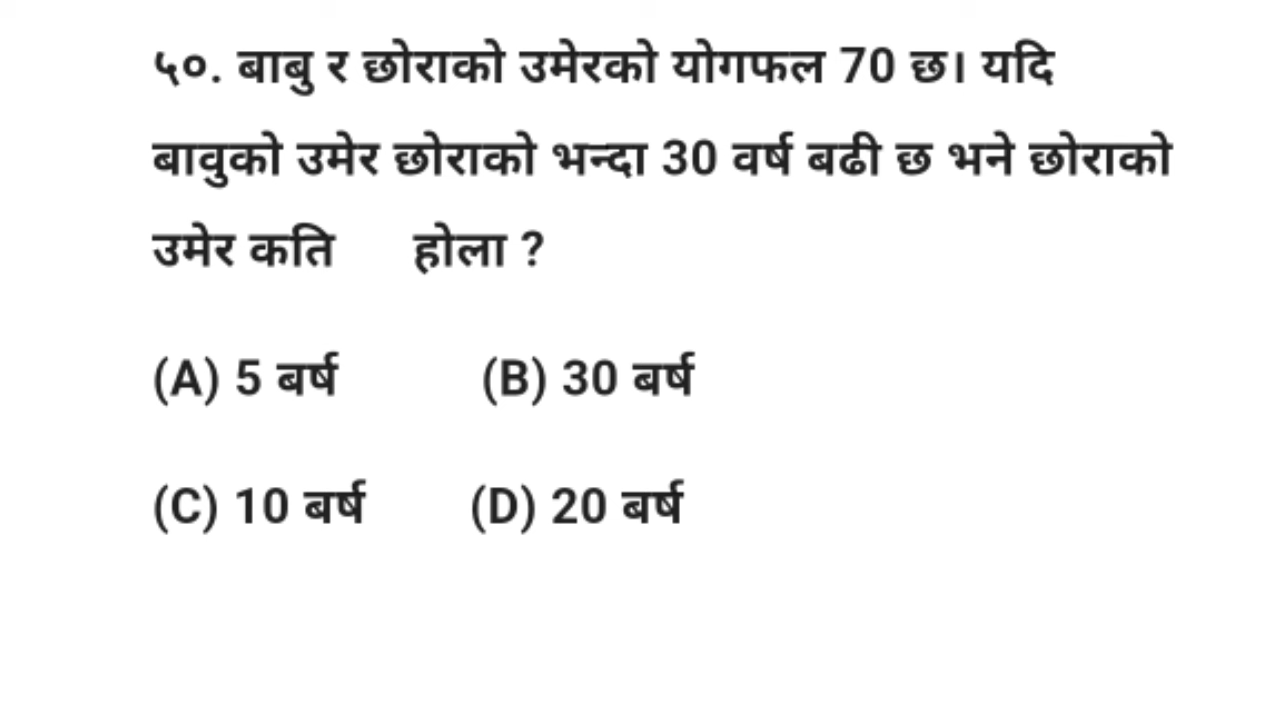 ५०. बाबु र छोराको उमेरको योगफल 70 छ। यदि
बावुको उमेर छोराको भन्दा 30 वर्ष बढी छ भने छोराको
उमेर कति होला ?
(A) 5 बर्ष (B) 30 बर्ष
(C) 10 बर्ष (D) 20 बर्ष